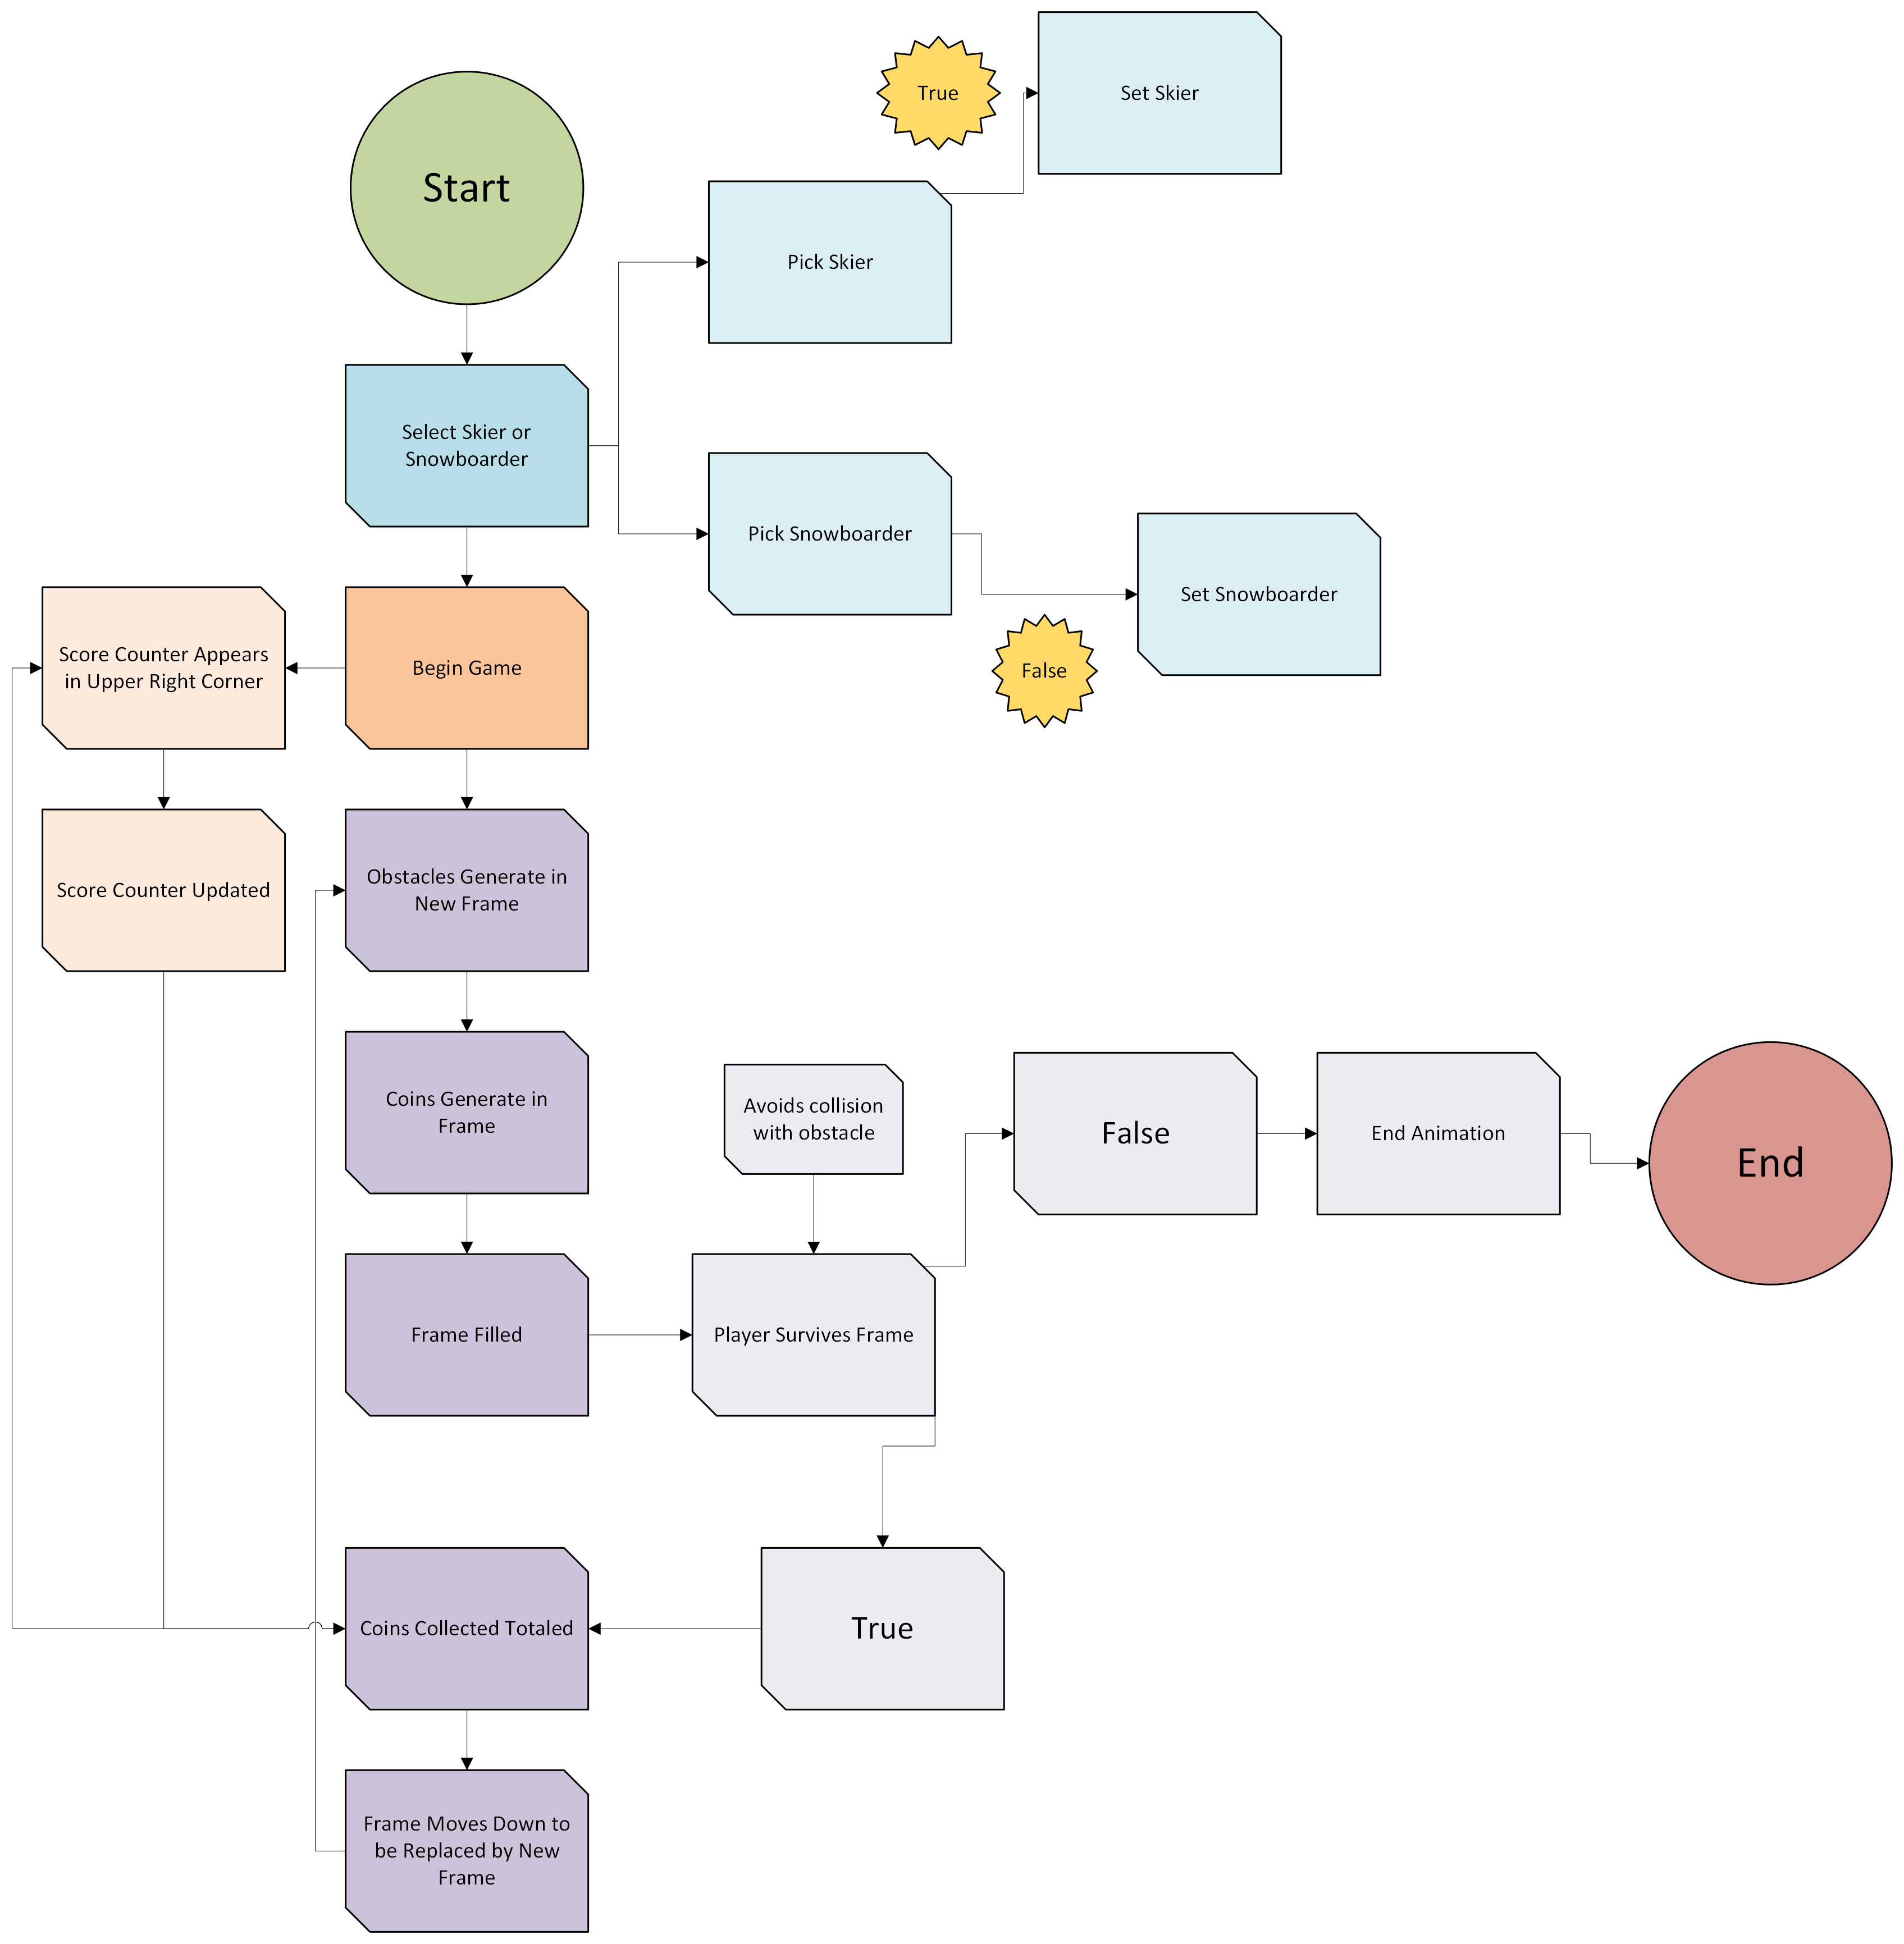 True
Set Skier
Start
Pick Skier
Select Skier or
Snowboarder
Pick Snowboarder
Set Snowboarder
Score Counter Appears
in Upper Right Corner
Begin Game
False
Score Counter Updated
Obstacles Generate in
New Frame
Coins Generate in
Frame
Avoids collision
with obstacle
False
End Animation
End
Frame Filled
Player Survives Frame
Coins Collected Totaled
True
Frame Moves Down to
be Replaced by New
Frame